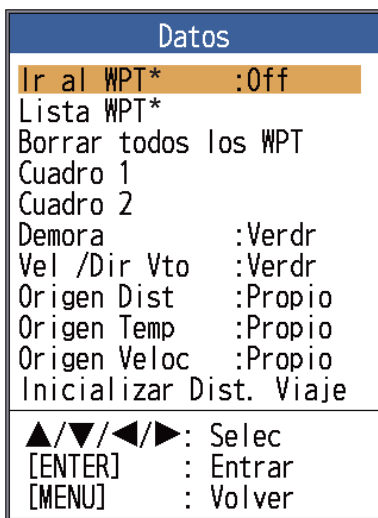 Datos
Ir al WPT* :Off
Lista WPT*
Borrar todos los WPT
Cuadro 1
Cuadro 2
Demora :Verdr
Vel /Dir Vto :Verdr
Origen Dist :Propio
Origen Temp :Propio
Origen Veloc :Propio
Inicializar Dist. Viaje
▲/▼/◀/▶: Selec
[ENTER] : Entrar
[MENU] : Volver